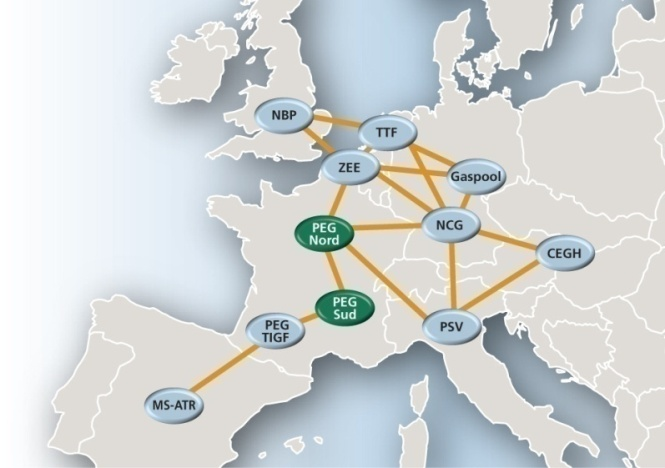 NBP
TTF
ZEE
Gaspool
PEG
Nord
NCG
CEGH
PEG
Sud
PEG
TIGF
PSV
MS-ATR